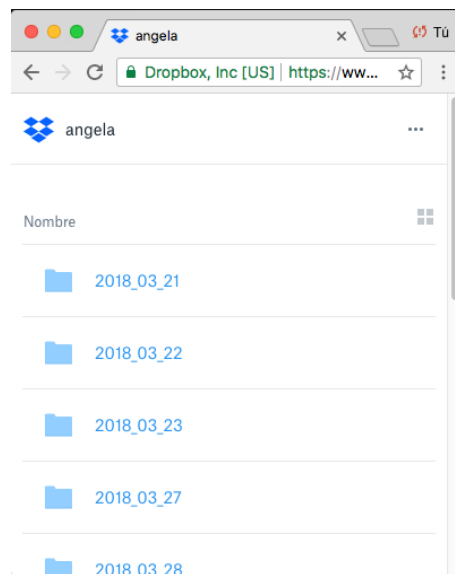 angela
Tú
Dropbox, Inc [US] | https://ww...
angela
Nombre
2018_03_21
2018_03_22
2018_03_23
2018_03_27
2018_03_28